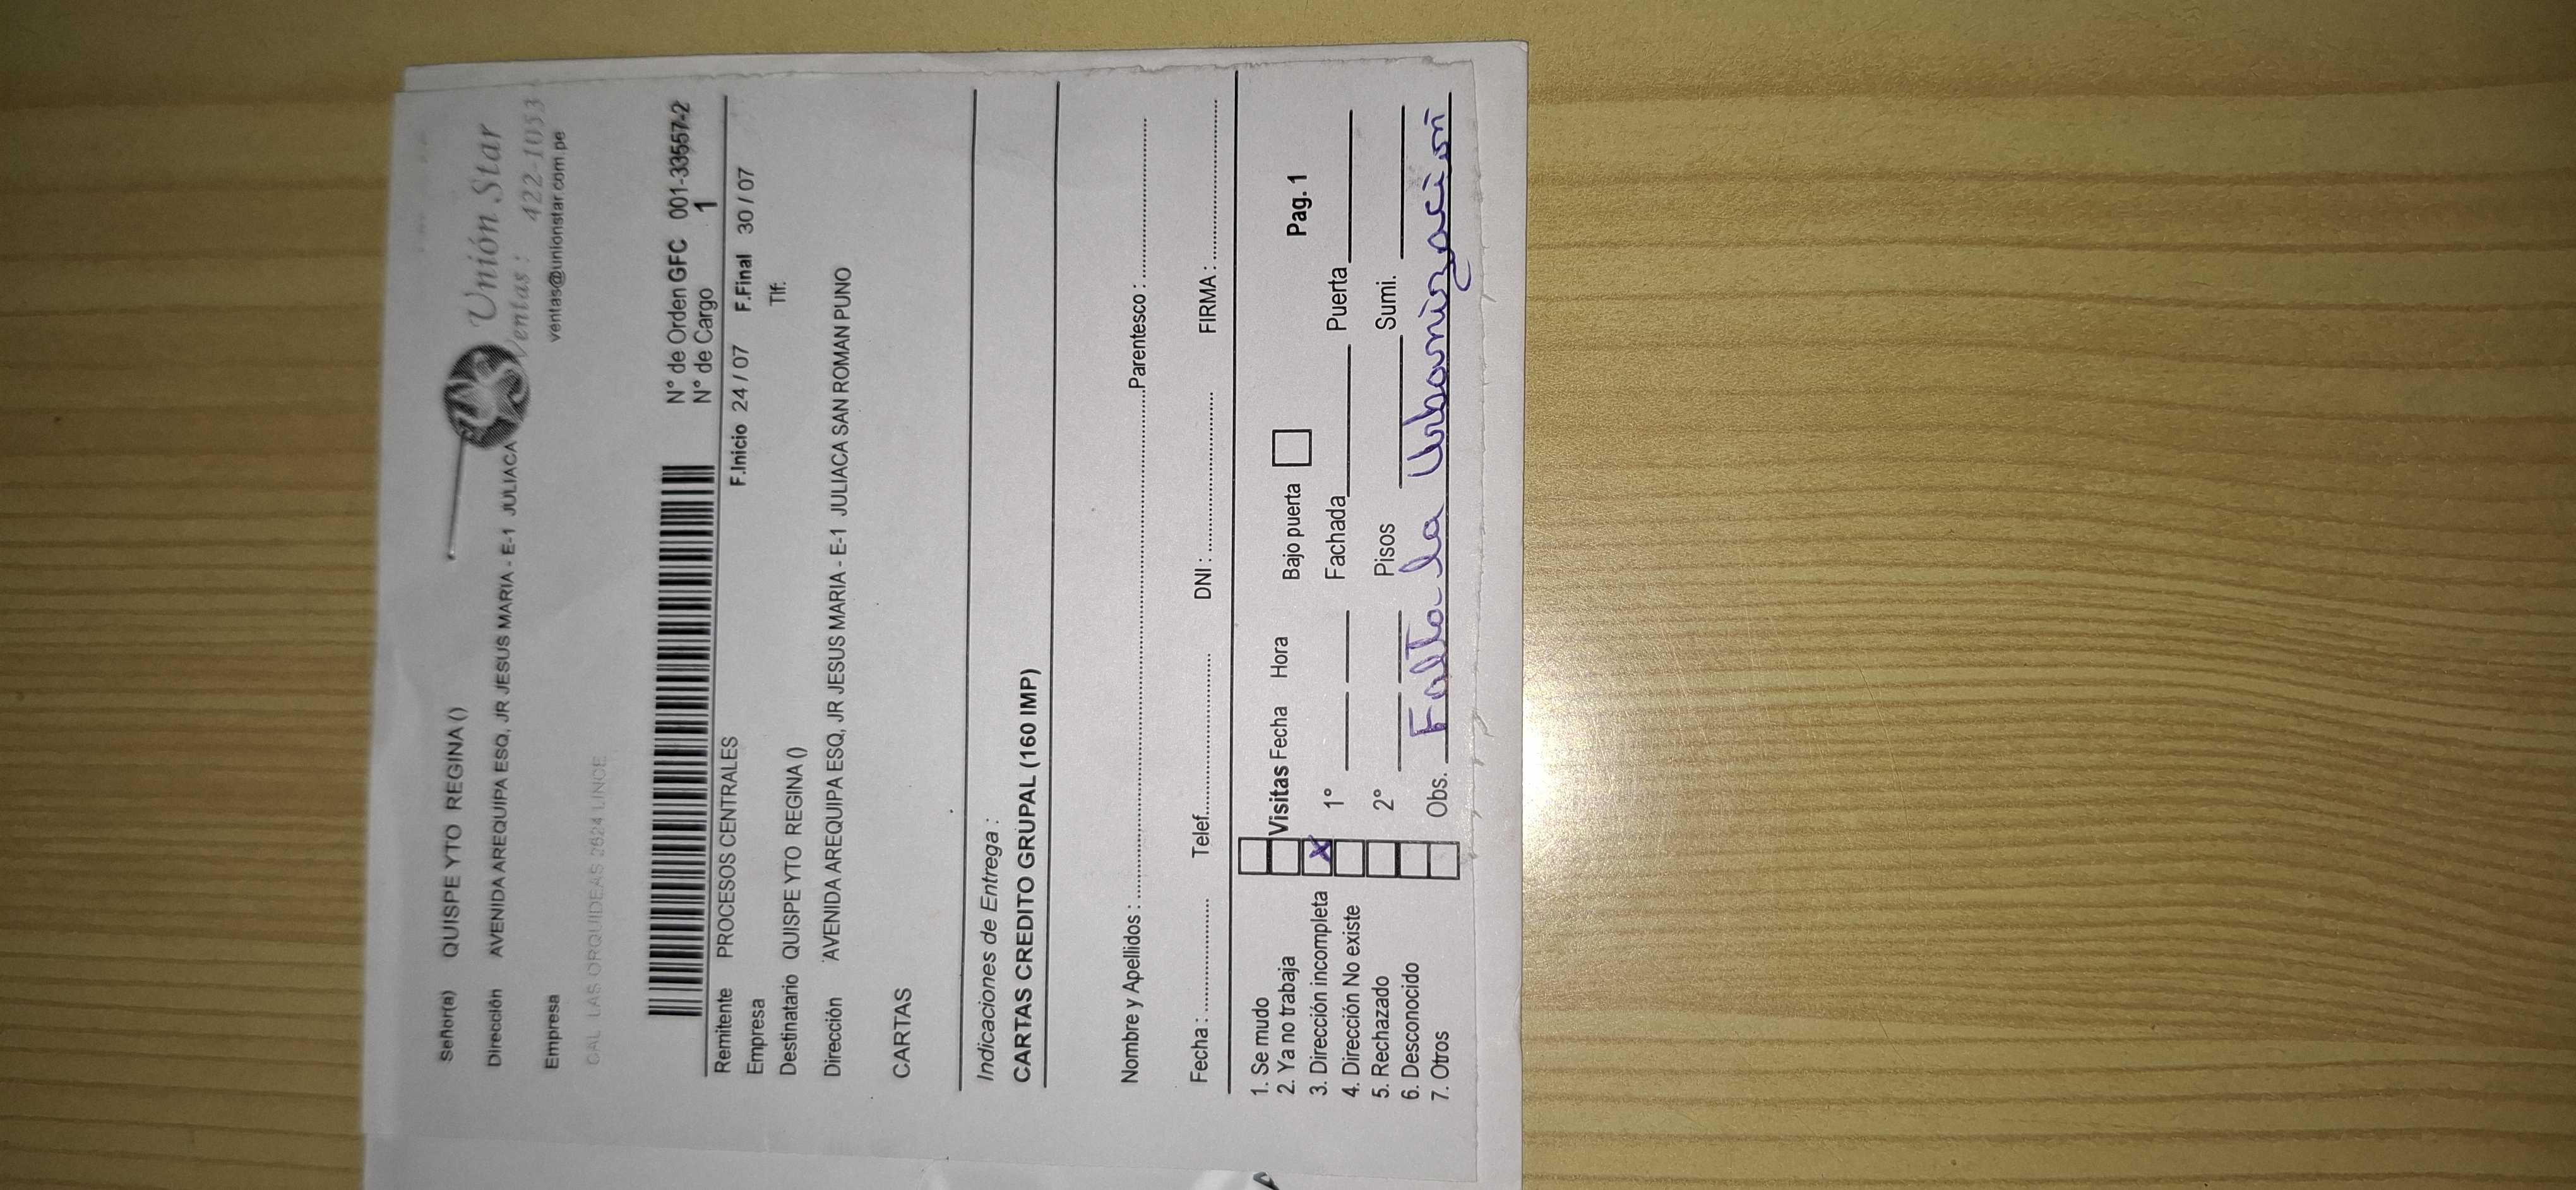 Señor(a) QUISPE YTO REGINA ()
Unión Star
Dirección AVENIDA AREQUIPA ESQ, JR JESUS MARIA - E-1 JULIACA
Ventas : 422-1053
Empresa
ventas@unionstar.com.pe
CAL LAS ORQUIDEAS 2624 LINCE
N° de Orden GFC 001-33557-2
N° de Cargo 1
Remitente PROCESOS CENTRALES
F.Inicio 24 / 07 F.Final 30 / 07
Empresa
Tlf.
Destinatario QUISPE YTO REGINA ()
Dirección AVENIDA AREQUIPA ESQ, JR JESUS MARIA - E-1 JULIACA SAN ROMAN PUNO
CARTAS
Indicaciones de Entrega :
CARTAS CREDITO GRUPAL (160 IMP)
Nombre y Apellidos : Parentesco :
Fecha : Telef. DNI : FIRMA :
1. Se mudo
2. Ya no trabaja
3. Dirección incompleta X
4. Dirección No existe
5. Rechazado
6. Desconocido
7. Otros
Visitas Fecha Hora Bajo puerta Pag. 1
1° Fachada Puerta
2° Pisos Sumi.
Obs. Falta la Urbanización